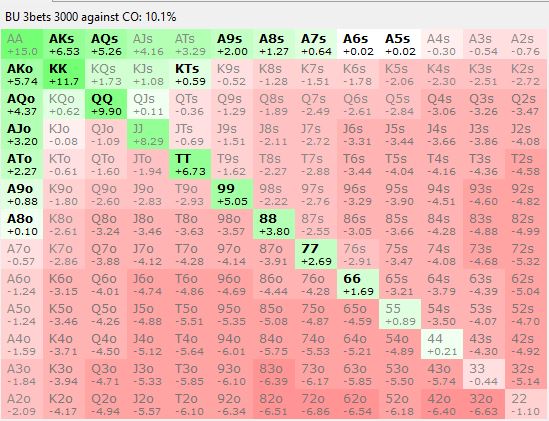 BU 3bets 3000 against CO: 10.1%
AA AKs AQs AJs ATs A9s A8s A7s A6s A5s A4s A3s A2s
+15.0 +6.53 +5.26 +4.16 +3.29 +2.00 +1.27 +0.64 +0.02 +0.02 -0.30 -0.54 -0.76
AKo KK KQs KJs KTs K9s K8s K7s K6s K5s K4s K3s K2s
+5.74 +11.7 +1.73 +1.08 +0.59 -0.52 -1.28 -1.51 -1.78 -2.06 -2.30 -2.51 -2.72
AQo KQo QQ QJs QTs Q9s Q8s Q7s Q6s Q5s Q4s Q3s Q2s
+4.37 +0.62 +9.90 +0.11 -0.36 -1.29 -1.89 -2.49 -2.61 -2.84 -3.06 -3.26 -3.47
AJo KJo QJo JJ JTs J9s J8s J7s J6s J5s J4s J3s J2s
+3.20 -0.08 -1.09 +8.29 -0.69 -1.51 -2.11 -2.72 -3.31 -3.44 -3.66 -3.86 -4.08
ATo KTo QTo JTo TT T9s T8s T7s T6s T5s T4s T3s T2s
+2.27 -0.61 -1.60 -1.94 +6.73 -1.62 -2.27 -2.88 -3.44 -4.04 -4.16 -4.36 -4.58
A9o K9o Q9o J9o T9o 99 98s 97s 96s 95s 94s 93s 92s
+0.88 -1.80 -2.60 -2.83 -2.93 +5.05 -2.22 -2.76 -3.29 -3.90 -4.51 -4.60 -4.82
A8o K8o Q8o J8o T8o 98o 88 87s 86s 85s 84s 83s 82s
+0.10 -2.61 -3.24 -3.46 -3.63 -3.57 +3.80 -2.55 -3.05 -3.66 -4.28 -4.88 -4.99
A7o K7o Q7o J7o T7o 97o 87o 77 76s 75s 74s 73s 72s
-0.57 -2.86 -3.88 -4.12 -4.28 -4.14 -3.91 +2.69 -2.91 -3.47 -4.08 -4.68 -5.32
A6o K6o Q6o J6o T6o 96o 86o 76o 66 65s 64s 63s 62s
-1.24 -3.15 -4.01 -4.74 -4.86 -4.69 -4.44 -4.28 +1.69 -3.21 -3.79 -4.39 -5.04
A5o K5o Q5o J5o T5o 95o 85o 75o 65o 55 54s 53s 52s
-1.24 -3.46 -4.26 -4.88 -5.51 -5.35 -5.08 -4.87 -4.59 +0.89 -3.50 -4.07 -4.70
A4o K4o Q4o J4o T4o 94o 84o 74o 64o 54o 44 43s 42s
-1.59 -3.71 -4.50 -5.12 -5.64 -6.01 -5.75 -5.53 -5.21 -4.89 +0.21 -4.30 -4.92
A3o K3o Q3o J3o T3o 93o 83o 73o 63o 53o 43o 33 32s
-1.84 -3.94 -4.71 -5.33 -5.85 -6.10 -6.39 -6.17 -5.85 -5.50 -5.74 -0.44 -5.14
A2o K2o Q2o J2o T2o 92o 82o 72o 62o 52o 42o 32o 22
-2.09 -4.17 -4.94 -5.57 -6.10 -6.34 -6.51 -6.86 -6.54 -6.18 -6.40 -6.63 -1.10